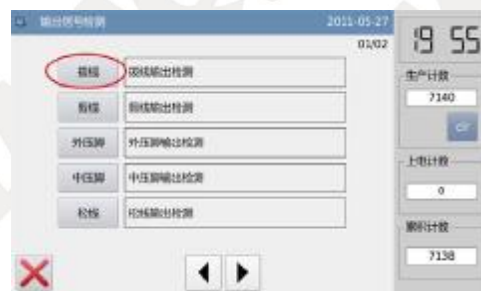 输出信号检测 2011-05-27
01/02
19 55
拨线 拨线输出检测
剪线 剪线输出检测
外压脚 外压脚输出检测
中压脚 中压脚输出检测
松线 松线输出检测
生产计数
7140
clr
上电计数
0
累积计数
7138